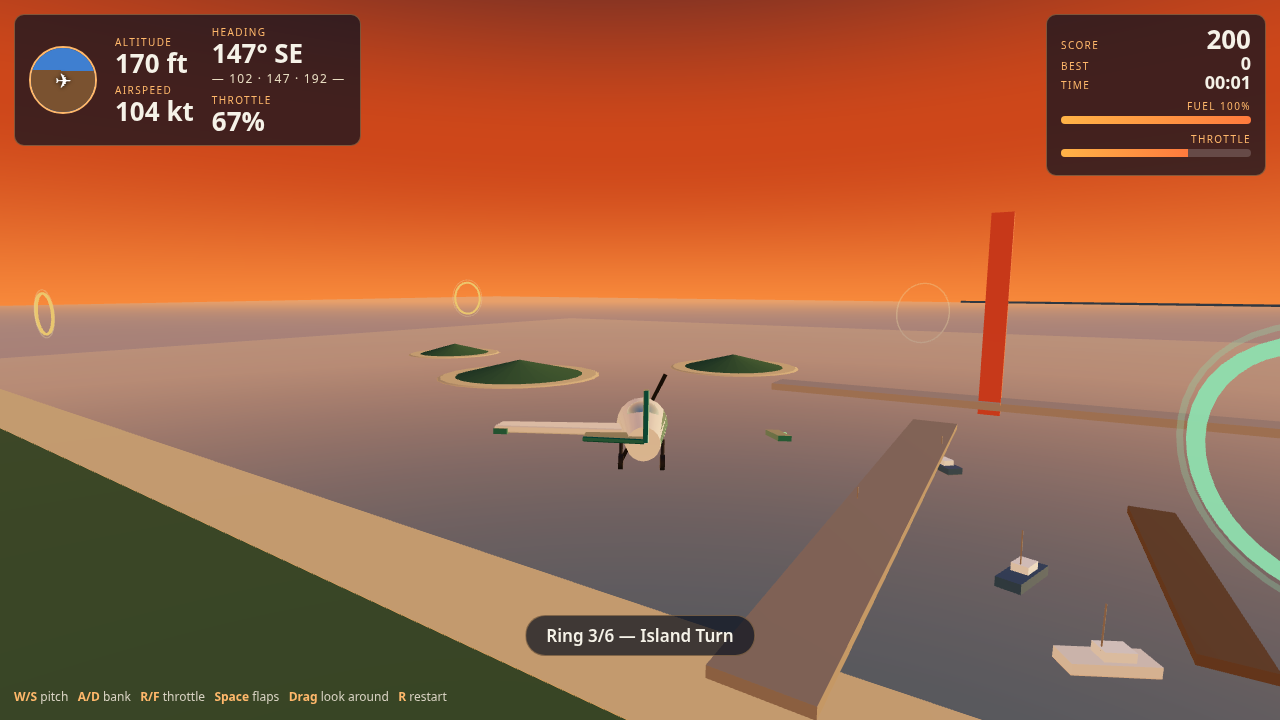 ALTITUDE
170 ft
AIRSPEED
104 kt
HEADING
147° SE
— 102 · 147 · 192 —
THROTTLE
67%
SCORE 200
BEST 0
TIME 00:01
FUEL 100%
THROTTLE
Ring 3/6 — Island Turn
W/S pitch A/D bank R/F throttle Space flaps Drag look around R restart